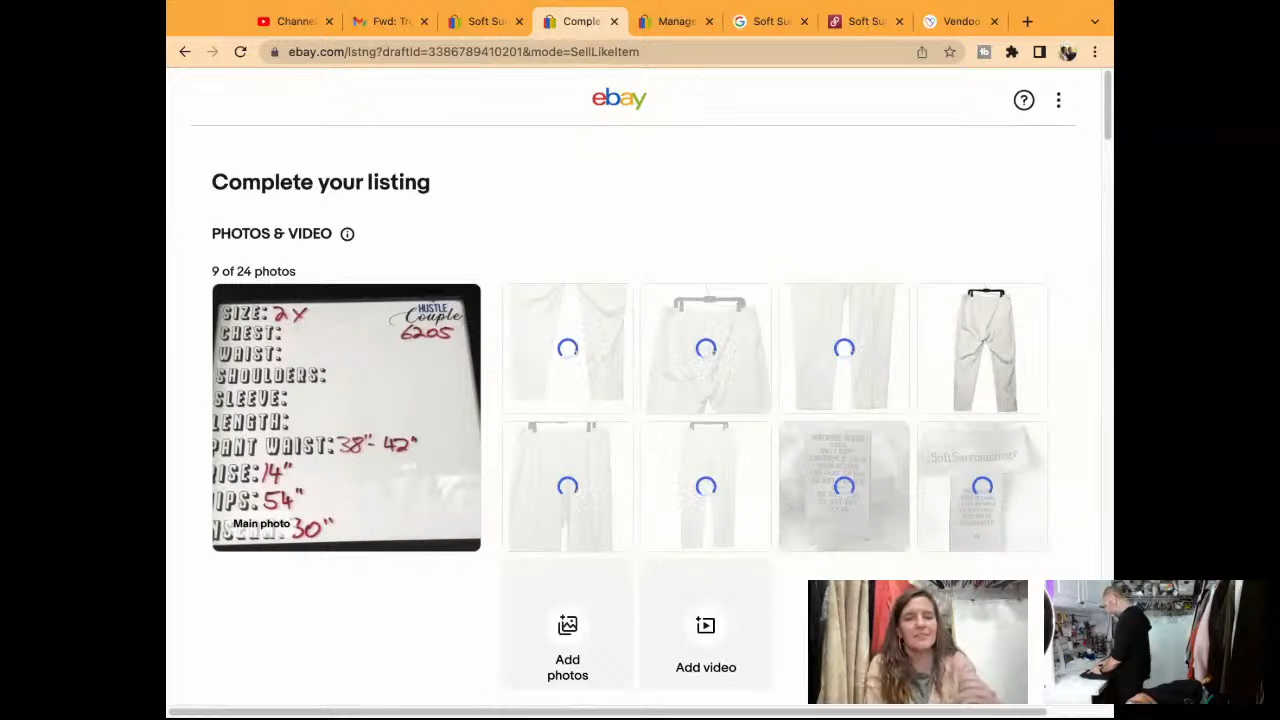 Channel
Fwd: Tr
Soft Su
Comple
Manage
Soft Su
Soft Su
Vendoo
ebay.com/lstng?draftId=3386789410201&mode=SellLikeItem
ebay
Complete your listing
PHOTOS & VIDEO
9 of 24 photos
SIZE: 2X
HUSTLE
Couple
6205
CHEST:
WAIST:
SHOULDERS:
SLEEVE:
LENGTH:
PANT WAIST: 38"- 42"
RISE: 14"
HIPS: 54"
Main photo
30"
SoftSurroundings
Add
photos
Add video